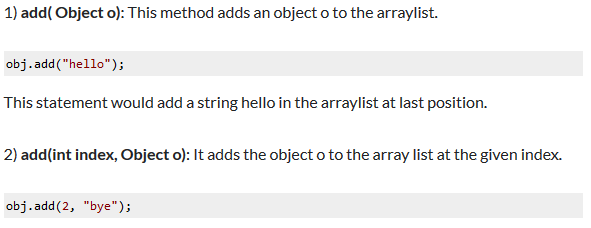 1) add( Object o): This method adds an object o to the arraylist.
obj.add("hello");
This statement would add a string hello in the arraylist at last position.
2) add(int index, Object o): It adds the object o to the array list at the given index.
obj.add(2, "bye");